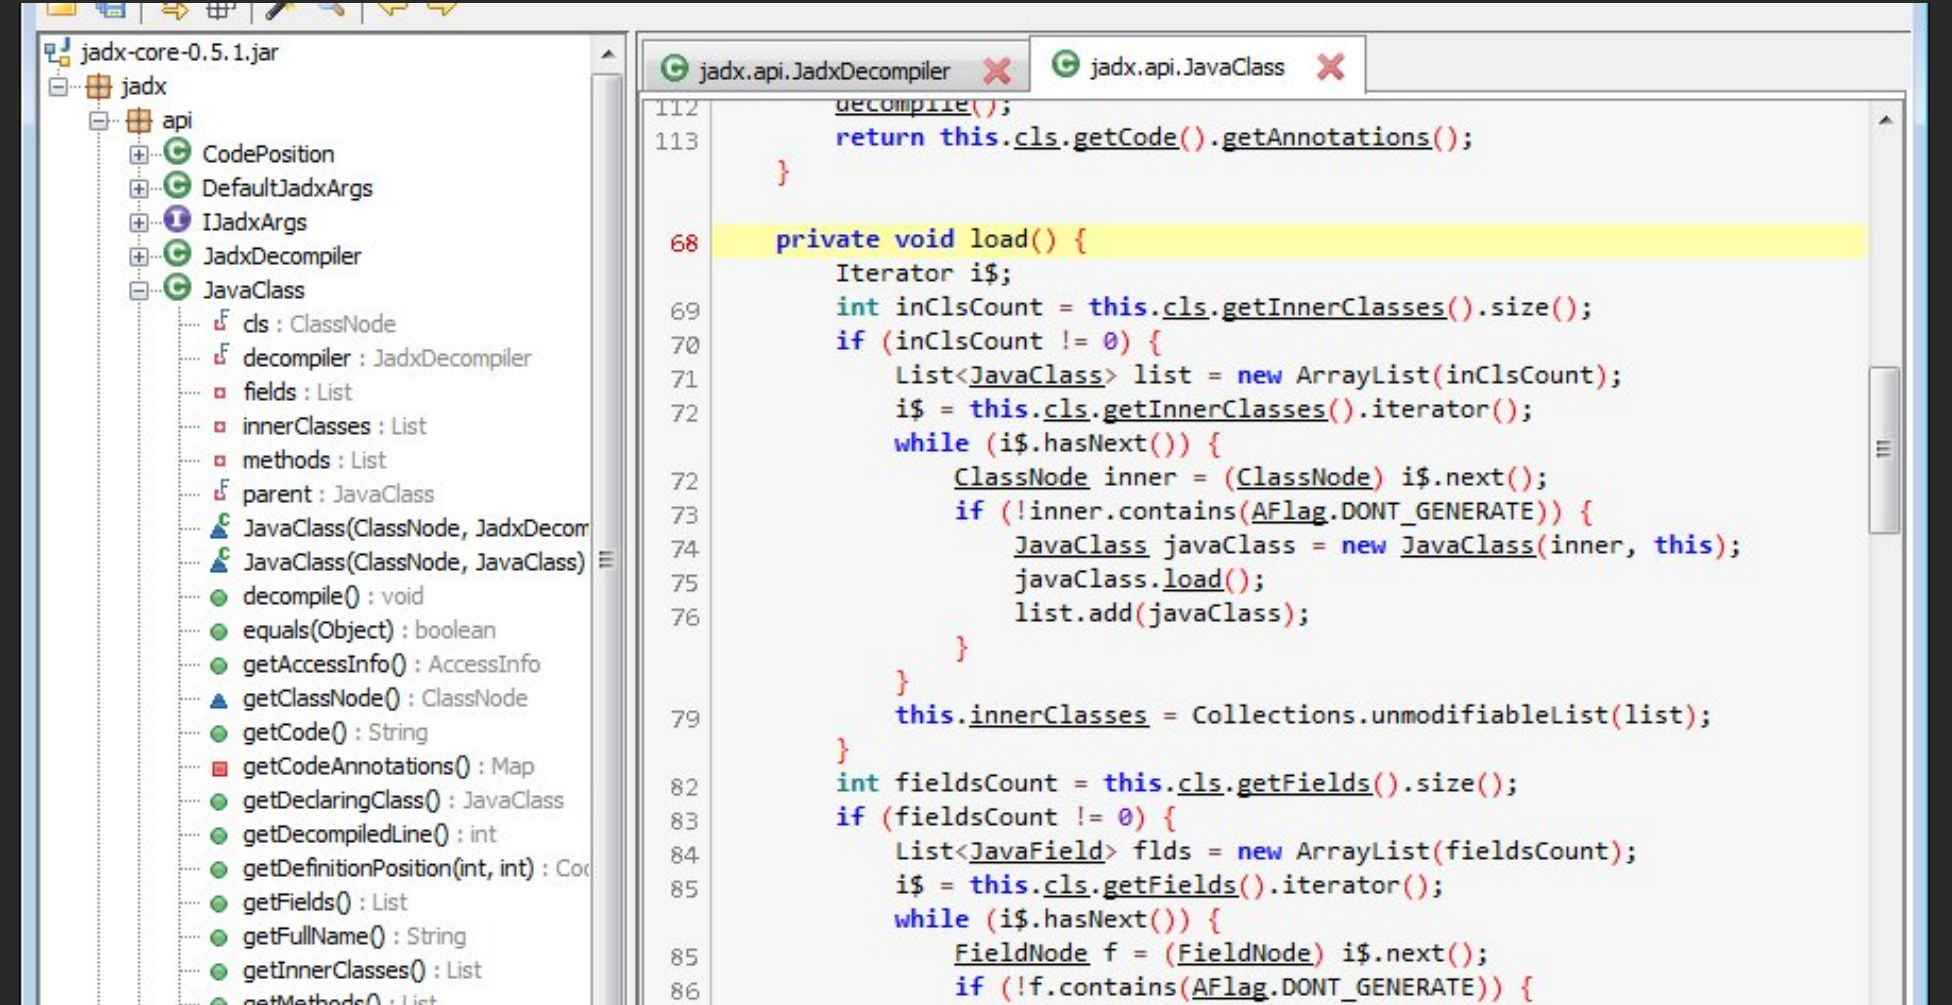 jadx-core-0.5.1.jar
jadx
api
CodePosition
DefaultJadxArgs
IJadxArgs
JadxDecompiler
JavaClass
cls : ClassNode
decompiler : JadxDecompiler
fields : List
innerClasses : List
methods : List
parent : JavaClass
JavaClass(ClassNode, JadxDecom
JavaClass(ClassNode, JavaClass)
decompile() : void
equals(Object) : boolean
getAccessInfo() : AccessInfo
getClassNode() : ClassNode
getCode() : String
getCodeAnnotations() : Map
getDeclaringClass() : JavaClass
getDecompiledLine() : int
getDefinitionPosition(int, int) : Co
getFields() : List
getFullName() : String
getInnerClasses() : List
getMethods() : List
jadx.api.JadxDecompiler
jadx.api.JavaClass
112 decompile();
113 return this.cls.getCode().getAnnotations();
}
68 private void load() {
Iterator i$;
69 int inClsCount = this.cls.getInnerClasses().size();
70 if (inClsCount != 0) {
71 List<JavaClass> list = new ArrayList(inClsCount);
72 i$ = this.cls.getInnerClasses().iterator();
while (i$.hasNext()) {
72 ClassNode inner = (ClassNode) i$.next();
73 if (!inner.contains(AFlag.DONT_GENERATE)) {
74 JavaClass javaClass = new JavaClass(inner, this);
75 javaClass.load();
76 list.add(javaClass);
}
}
79 this.innerClasses = Collections.unmodifiableList(list);
}
82 int fieldsCount = this.cls.getFields().size();
83 if (fieldsCount != 0) {
84 List<JavaField> flds = new ArrayList(fieldsCount);
85 i$ = this.cls.getFields().iterator();
while (i$.hasNext()) {
85 FieldNode f = (FieldNode) i$.next();
86 if (!f.contains(AFlag.DONT_GENERATE)) {